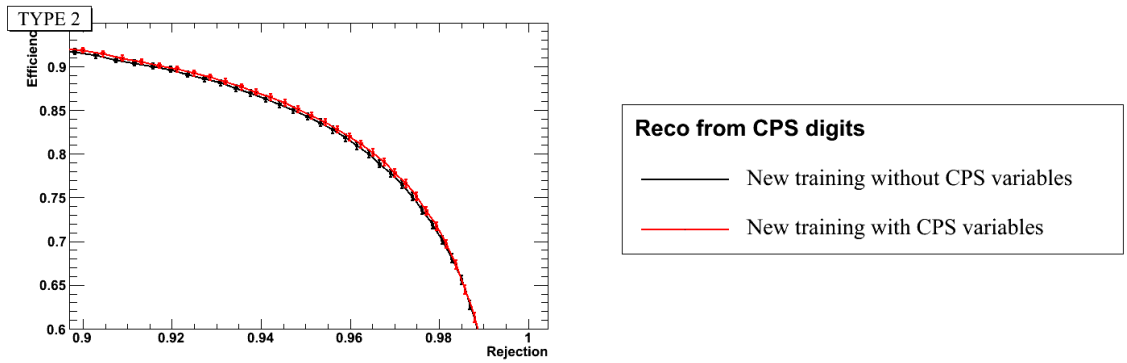 TYPE 2
Efficienc
0.9
0.85
0.8
0.75
0.7
0.65
0.6
0.9 0.92 0.94 0.96 0.98 1
Rejection
Reco from CPS digits
New training without CPS variables
New training with CPS variables